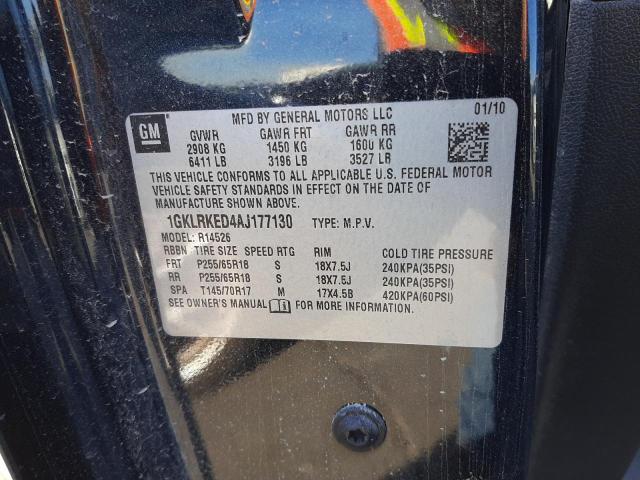 MFD BY GENERAL MOTORS LLC 01/10
GM GVWR GAWR FRT GAWR RR
2908 KG 1450 KG 1600 KG
6411 LB 3196 LB 3527 LB
THIS VEHICLE CONFORMS TO ALL APPLICABLE U.S. FEDERAL MOTOR
VEHICLE SAFETY STANDARDS IN EFFECT ON THE DATE OF
MANUFACTURE SHOWN ABOVE.
1GKLRKED4AJ177130 TYPE: M.P.V.
MODEL: R14526
RBBN TIRE SIZE SPEED RTG RIM COLD TIRE PRESSURE
FRT P255/65R18 S 18X7.5J 240KPA(35PSI)
RR P255/65R18 S 18X7.5J 240KPA(35PSI)
SPA T145/70R17 M 17X4.5B 420KPA(60PSI)
SEE OWNER'S MANUAL FOR MORE INFORMATION.